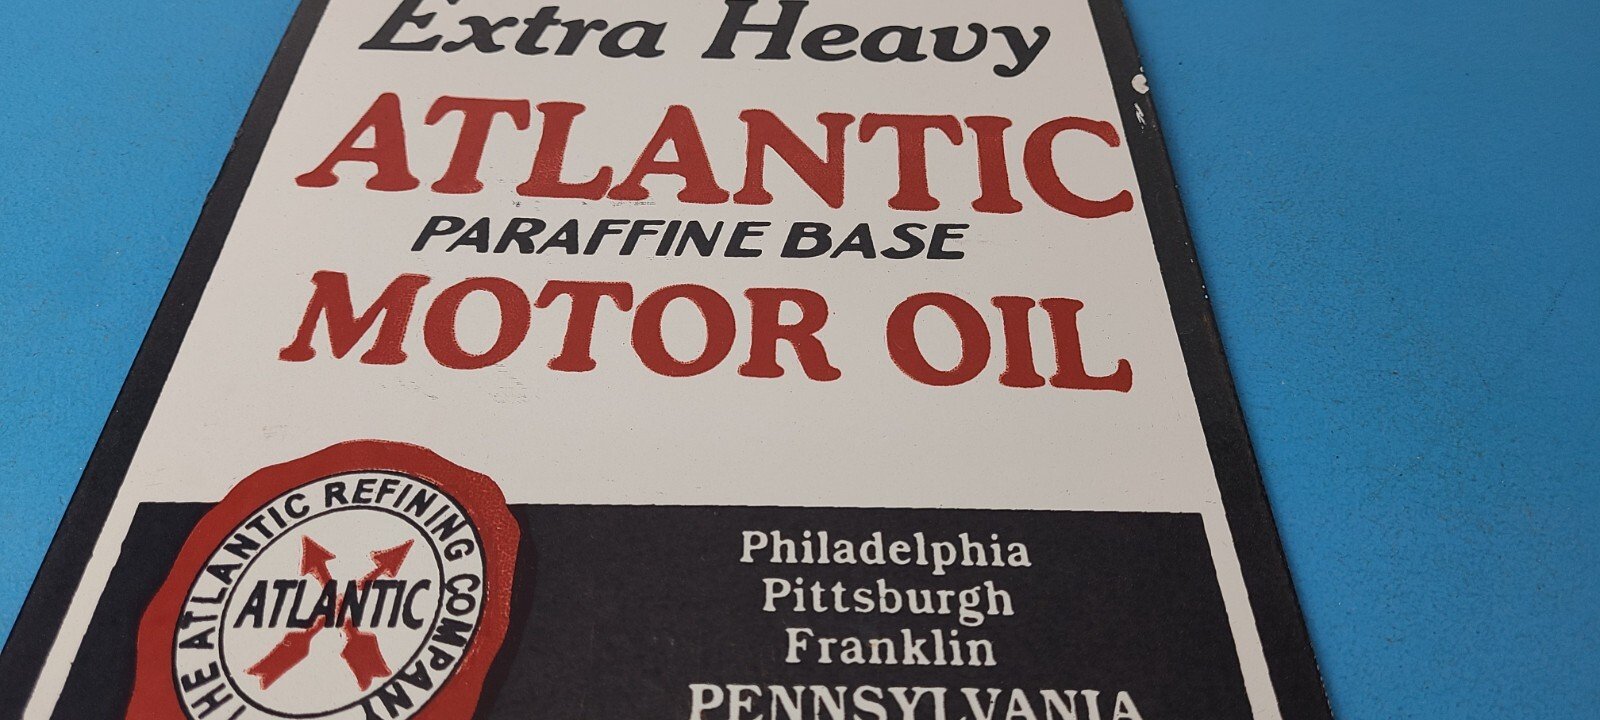 Extra Heavy
ATLANTIC
PARAFFINE BASE
MOTOR OIL
THE ATLANTIC REFINING COMPANY
ATLANTIC
Philadelphia
Pittsburgh
Franklin
PENNSYLVANIA